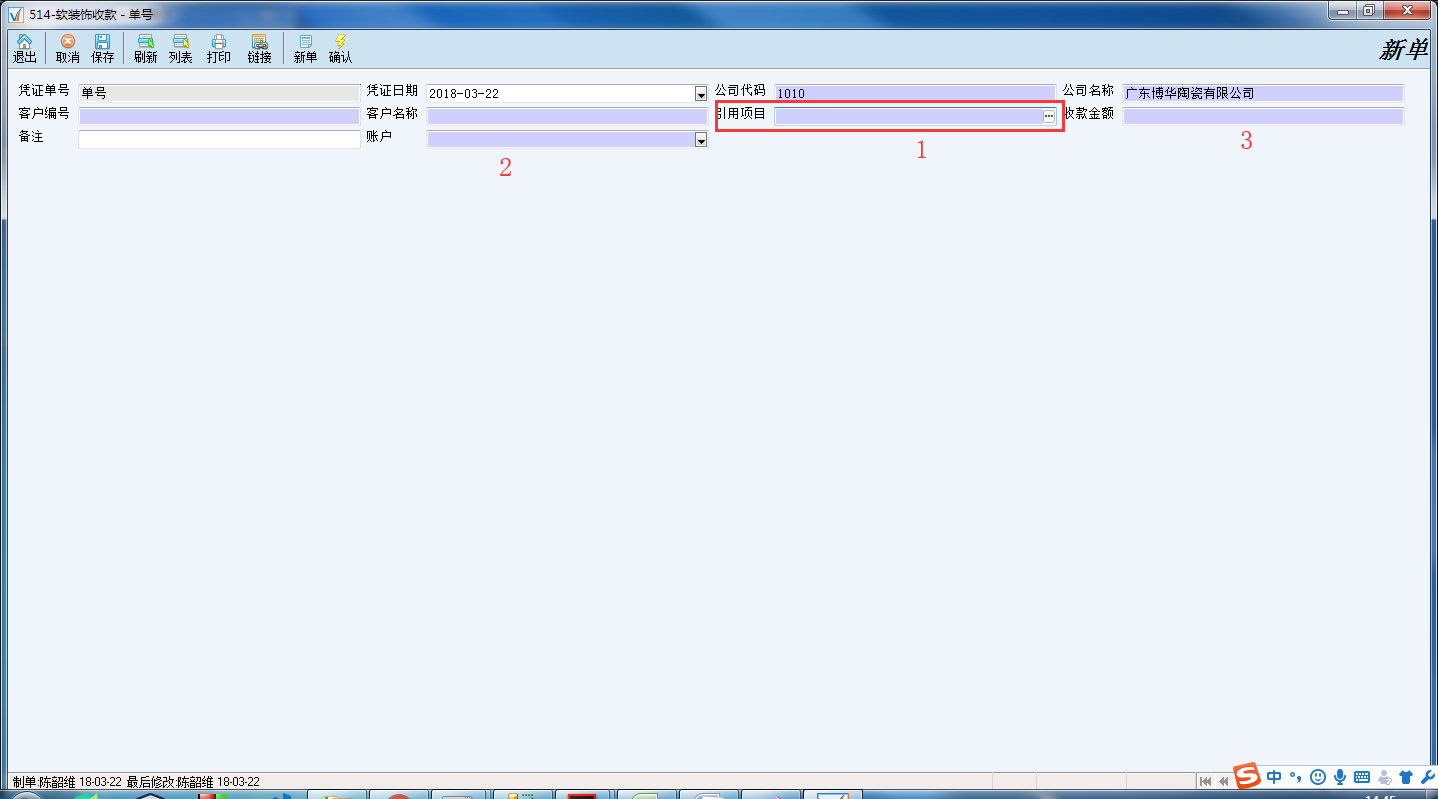 514-软装饰收款 - 单号
退出 取消 保存 刷新 列表 打印 链接 新单 确认 新单
凭证单号 单号 凭证日期 2018-03-22 公司代码 1010 公司名称 广东博华陶瓷有限公司
客户编号 客户名称 引用项目 收款金额
备注 账户
1
3
2
制单:陈韶维 18-03-22 最后修改:陈韶维 18-03-22
中